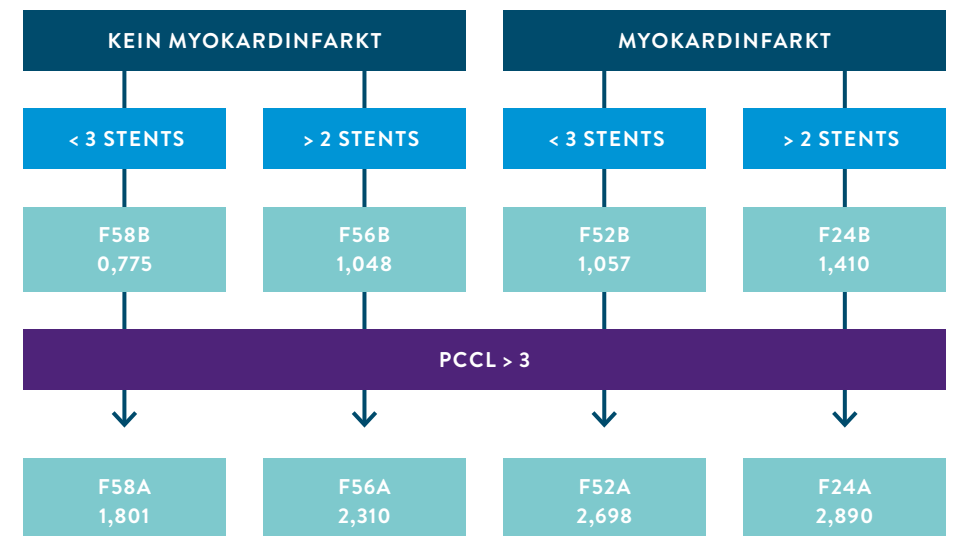 KEIN MYOKARDINFARKT
MYOKARDINFARKT
< 3 STENTS
> 2 STENTS
< 3 STENTS
> 2 STENTS
F58B
0,775
F56B
1,048
F52B
1,057
F24B
1,410
PCCL > 3
F58A
1,801
F56A
2,310
F52A
2,698
F24A
2,890